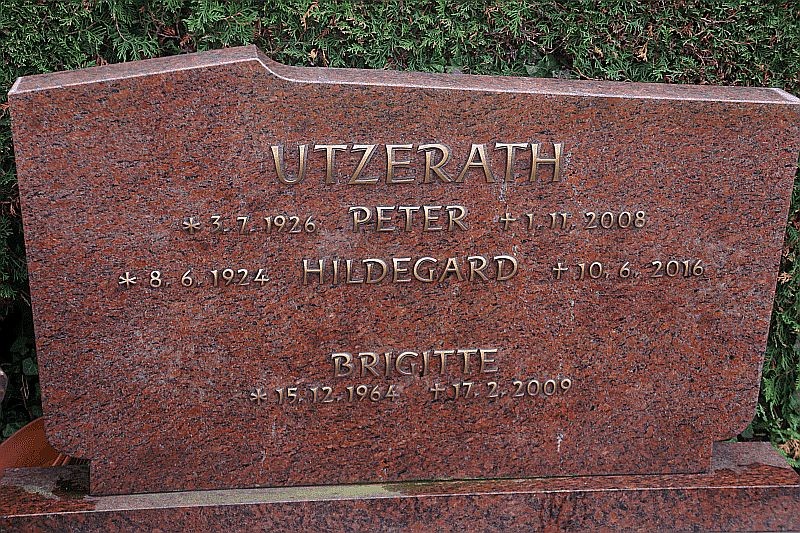 UTZERATH
* 3. 7. 1926 PETER † 1. 11. 2008
* 8. 6. 1924 HILDEGARD † 10. 6. 2016
BRIGITTE
* 15. 12. 1964 † 17. 2. 2009